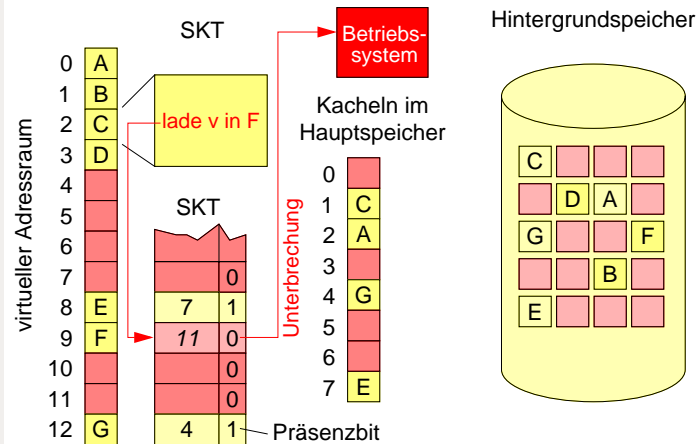 SKT
Betriebs-
system
Hintergrundspeicher
virtueller Adressraum
0 A
1 B
2 C
3 D
4
5
6
7
8 E
9 F
10
11
12 G
lade v in F
SKT
0
7 1
11 0
0
0
4 1
Präsenzbit
Unterbrechung
Kacheln im
Hauptspeicher
0
1 C
2 A
3
4 G
5
6
7 E
C
D A
G F
B
E